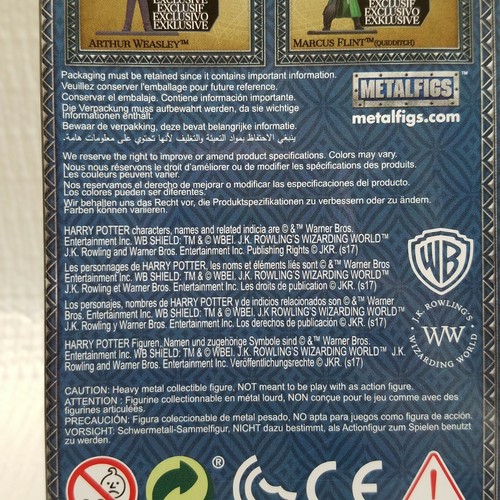 EXCLUSIVE
EXCLUSIF
EXCLUSIVO
EXKLUSIVE
EXCLUSIVE
EXCLUSIF
EXCLUSIVO
EXKLUSIVE
ARTHUR WEASLEY™
MARCUS FLINT™ (QUIDDITCH)
Packaging must be retained since it contains important information.
Veuillez conserver l'emballage pour future reference.
Conservar el embalaje. Contiene información importante.
Die Verpackung muss aufbewahrt werden, da sie wichtige
Informationen enthält.
Bewaar de verpakking, deze bevat belangrijke informatie.
ينبغي الاحتفاظ بمواد التعبئة والتغليف لأنها تحتوي على معلومات هامة.
METALFIGS™
metalfigs.com
We reserve the right to improve or amend product specifications. Colors may vary.
Nous nous réservons le droit d'améliorer ou de modifier les spécifications des produits.
Les couleurs peuvent varier.
Nos reservamos el derecho de mejorar o modificar las especificaciones del producto.
Los colores pueden ser diferentes.
Wir behalten uns das Recht vor, die Produktspezifikationen zu verbessern oder zu ändern.
Farben können variieren.
HARRY POTTER characters, names and related indicia are © &™ Warner Bros.
Entertainment Inc. WB SHIELD: TM & © WBEI. J.K. ROWLING'S WIZARDING WORLD™
J.K. Rowling and Warner Bros. Entertainment Inc. Publishing Rights © JKR. (s17)
Les personnages de HARRY POTTER, les noms et éléments liés sont © &™ Warner
Bros. Entertainment Inc. WB SHIELD: TM & © WBEI. J.K. ROWLING'S WIZARDING WORLD™
J.K. Rowling et Warner Bros. Entertainment Inc. Les droits de publication © JKR. (s17)
Los personajes, nombres de HARRY POTTER y de indicios relacionados son © &™ Warner
Bros. Entertainment Inc. WB SHIELD: TM & © WBEI. J.K ROWLING'S WIZARDING WORLD™
J.K. Rowling y Warner Bros. Entertainment Inc. Los derechos de publicación © JKR. (s17)
HARRY POTTER Figuren, Namen und zugehörige Symbole sind © &™ Warner Bros.
Entertainment Inc. WB SHIELD: TM & © WBEI. J.K. ROWLING'S WIZARDING WORLD™ J.K.
Rowling and Warner Bros. Entertainment Inc. Veröffentlichungsrechte © JKR. (s17)
WB
J.K. ROWLING'S
WW
WIZARDING WORLD
CAUTION: Heavy metal collectible figure, NOT meant to be play with as action figure.
ATTENTION : Figurine collectionnable en métal lourd, NON conçue pour le jeu comme avec des
figurines articulées.
PRECAUCIÓN: Figura coleccionable de metal pesado, NO apta para juegos como figura de acción.
VORSICHT: Schwermetall-Sammelfigur, NICHT dazu bestimmt, als Actionfigur zum Spielen benutzt
zu werden.
®
CE